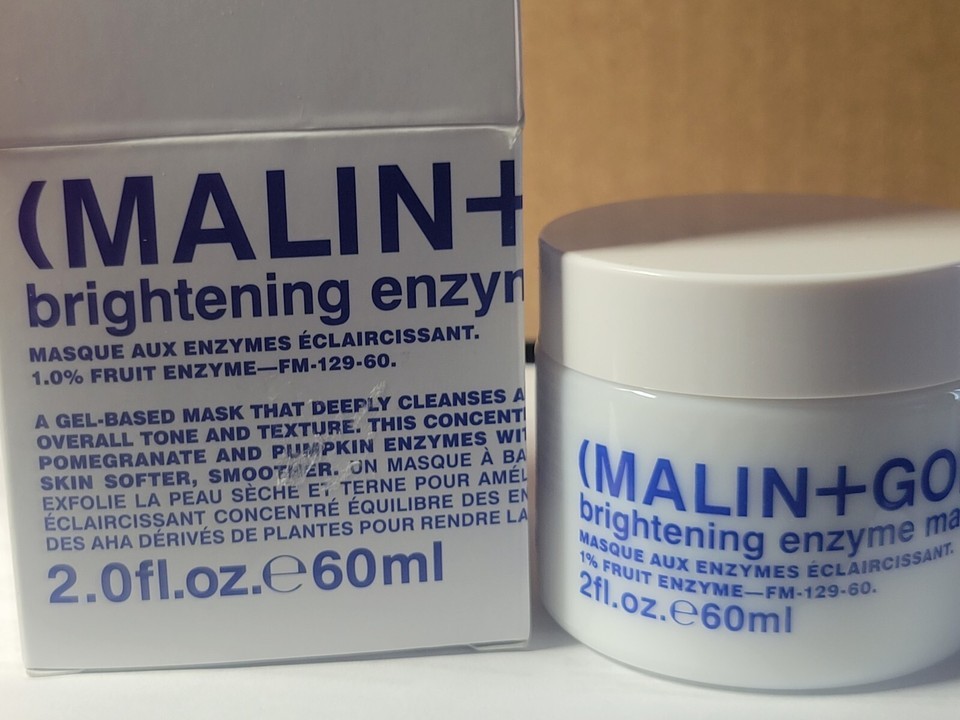 (MALIN+
brightening enzym
MASQUE AUX ENZYMES ÉCLAIRCISSANT.
1.0% FRUIT ENZYME—FM-129-60.
A GEL-BASED MASK THAT DEEPLY CLEANSES A
OVERALL TONE AND TEXTURE. THIS CONCENT
POMEGRANATE AND PUMPKIN ENZYMES WIT
SKIN SOFTER, SMOOTHER. UN MASQUE À BA
EXFOLIE LA PEAU SÈCHE ET TERNE POUR AMÉL
ÉCLAIRCISSANT CONCENTRÉ ÉQUILIBRE DES EN
DES AHA DÉRIVÉS DE PLANTES POUR RENDRE LA
2.0fl.oz.℮60ml
(MALIN+GO
brightening enzyme ma
MASQUE AUX ENZYMES ÉCLAIRCISSANT.
1% FRUIT ENZYME—FM-129-60.
2fl.oz.℮60ml